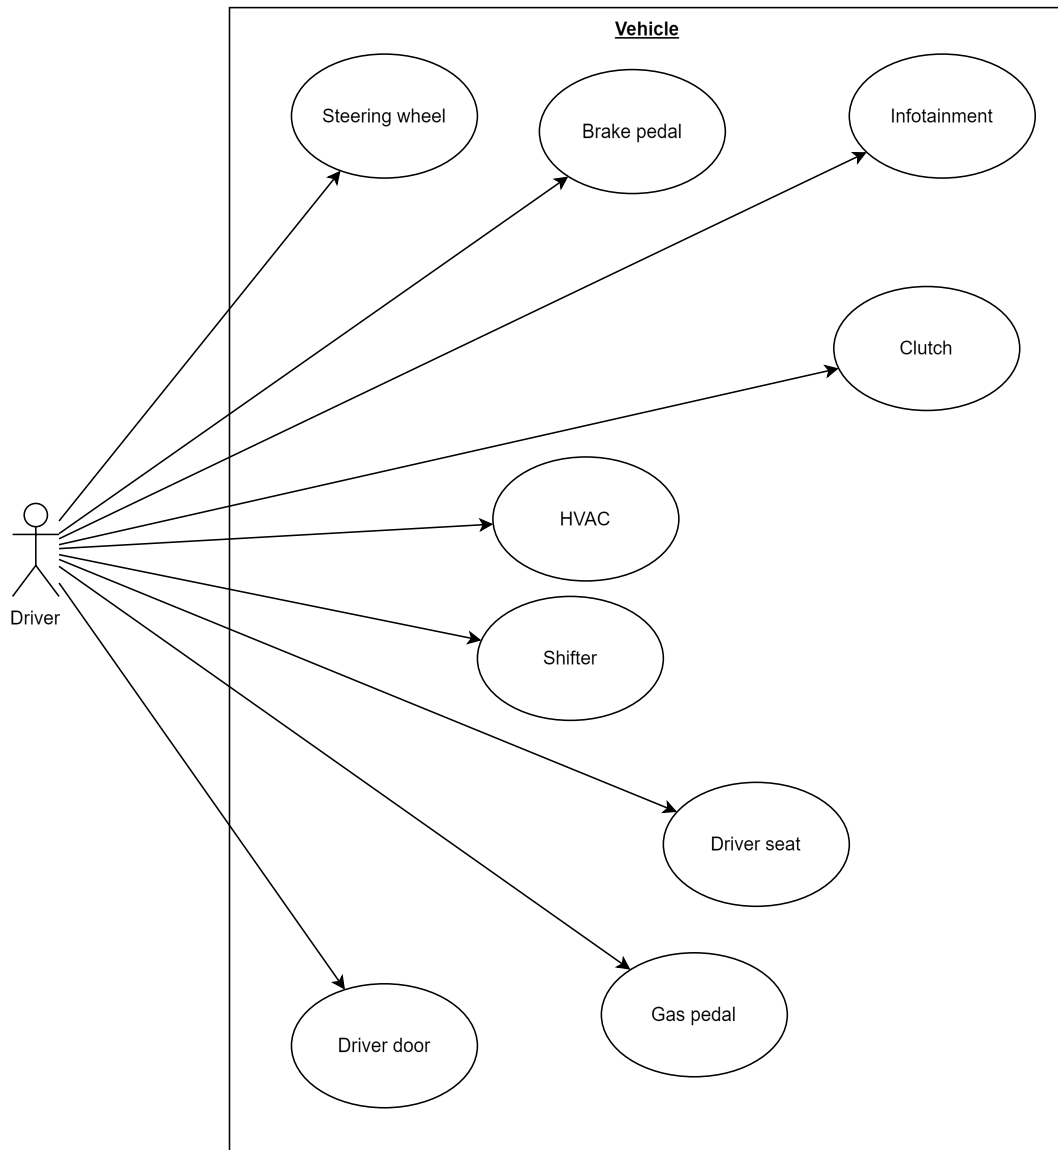 Vehicle
Steering wheel
Brake pedal
Infotainment
Clutch
HVAC
Driver
Shifter
Driver seat
Gas pedal
Driver door